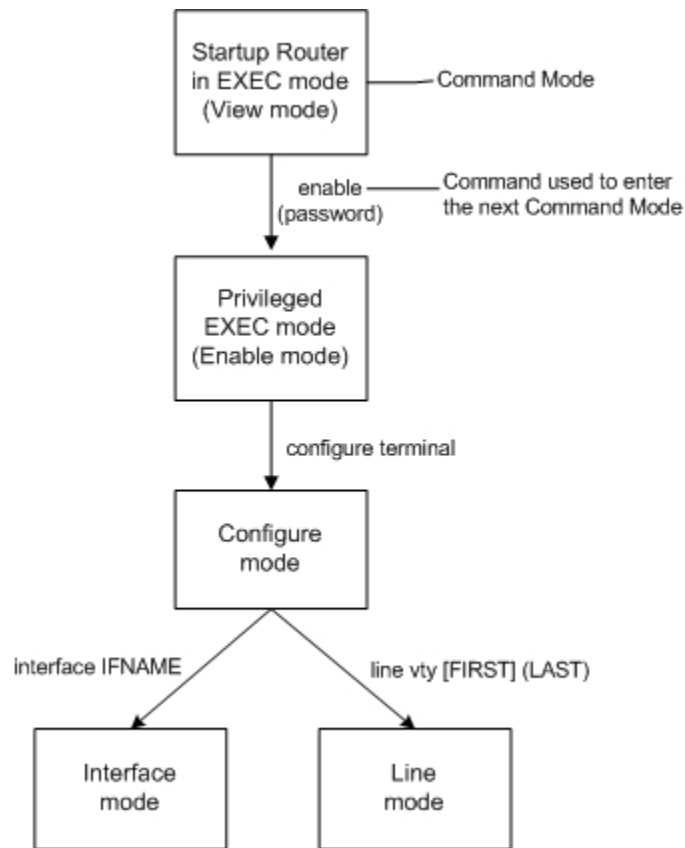 Startup Router
in EXEC mode
(View mode)
Command Mode
enable
(password)
Command used to enter
the next Command Mode
Privileged
EXEC mode
(Enable mode)
configure terminal
Configure
mode
interface IFNAME
line vty [FIRST] (LAST)
Interface
mode
Line
mode